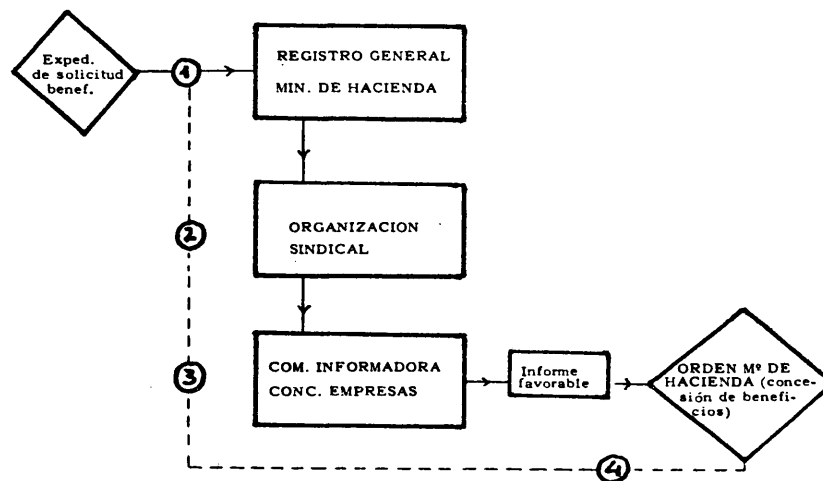 Exped.
de solicitud
benef.
1
REGISTRO GENERAL
MIN. DE HACIENDA
2
ORGANIZACION
SINDICAL
3
COM. INFORMADORA
CONC. EMPRESAS
Informe
favorable
ORDEN Mº DE
HACIENDA (conce-
sión de benefi-
cios)
4